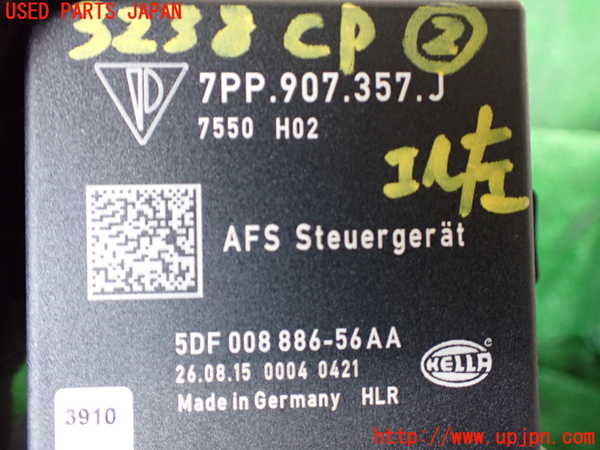 USED PARTS JAPAN
3238 CP ②
7PP.907.357.J
7550 H02
AFS Steuergerät
5DF 008 886-56AA
26.08.15 0004 0421
HELLA
Made in Germany HLR
3910
http://www.upjpn.com